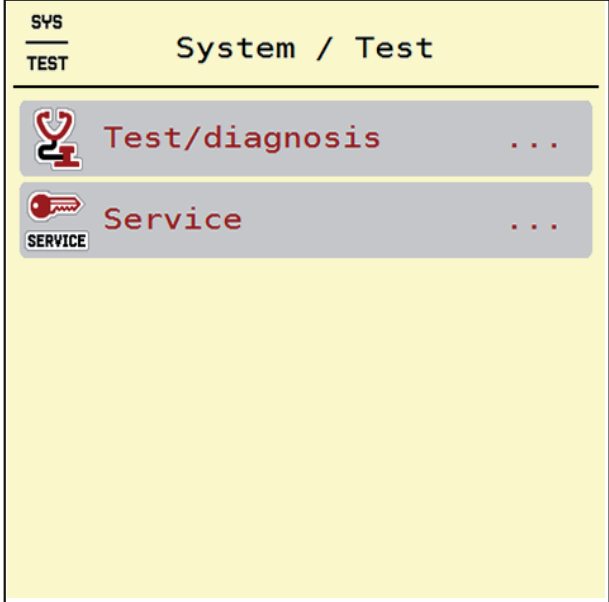 SYS
TEST
System / Test
Test/diagnosis ...
SERVICE
Service ...